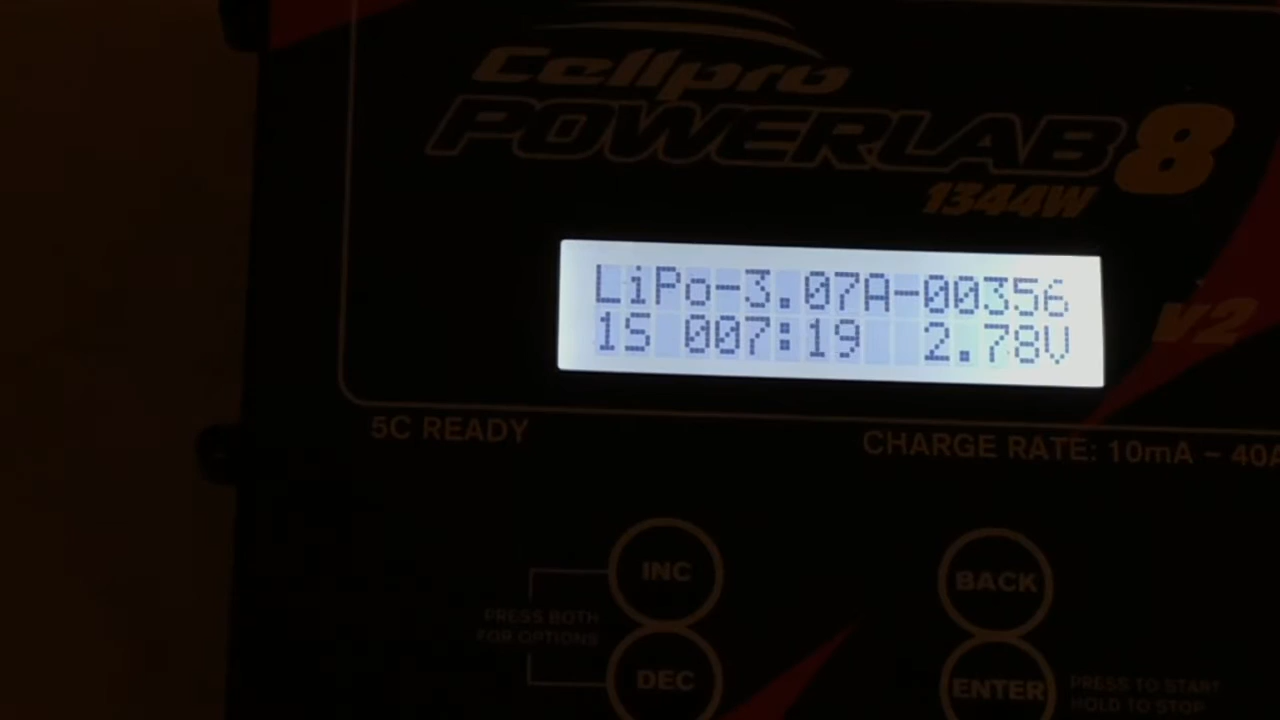 Cellpro
POWERLAB 8
1344W
LiPo-3.07A-00356
1S 007:19 2.78V
V2
5C READY
CHARGE RATE: 10mA - 40A
INC
BACK
PRESS BOTH
FOR OPTIONS
DEC
ENTER
PRESS TO START
HOLD TO STOP